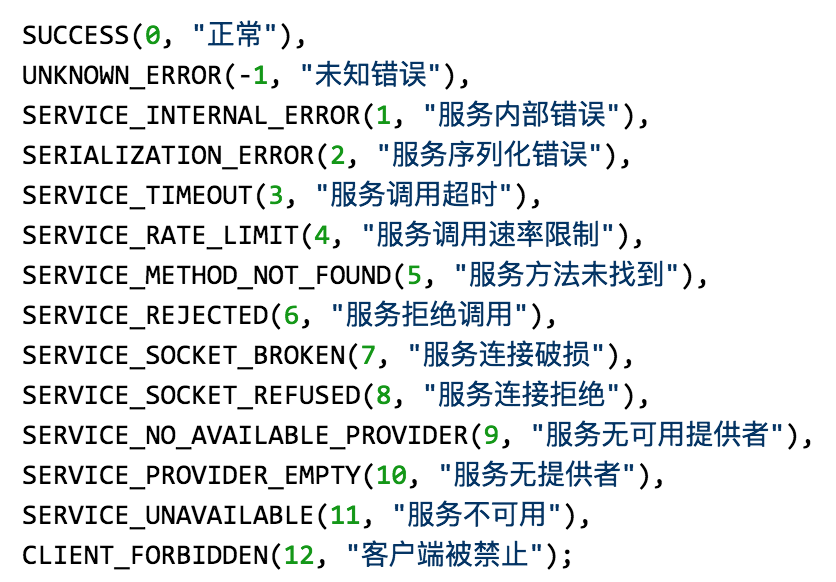 SUCCESS(0, "正常"),
UNKNOWN_ERROR(-1, "未知错误"),
SERVICE_INTERNAL_ERROR(1, "服务内部错误"),
SERIALIZATION_ERROR(2, "服务序列化错误"),
SERVICE_TIMEOUT(3, "服务调用超时"),
SERVICE_RATE_LIMIT(4, "服务调用速率限制"),
SERVICE_METHOD_NOT_FOUND(5, "服务方法未找到"),
SERVICE_REJECTED(6, "服务拒绝调用"),
SERVICE_SOCKET_BROKEN(7, "服务连接破损"),
SERVICE_SOCKET_REFUSED(8, "服务连接拒绝"),
SERVICE_NO_AVAILABLE_PROVIDER(9, "服务无可用提供者"),
SERVICE_PROVIDER_EMPTY(10, "服务无提供者"),
SERVICE_UNAVAILABLE(11, "服务不可用"),
CLIENT_FORBIDDEN(12, "客户端被禁止");